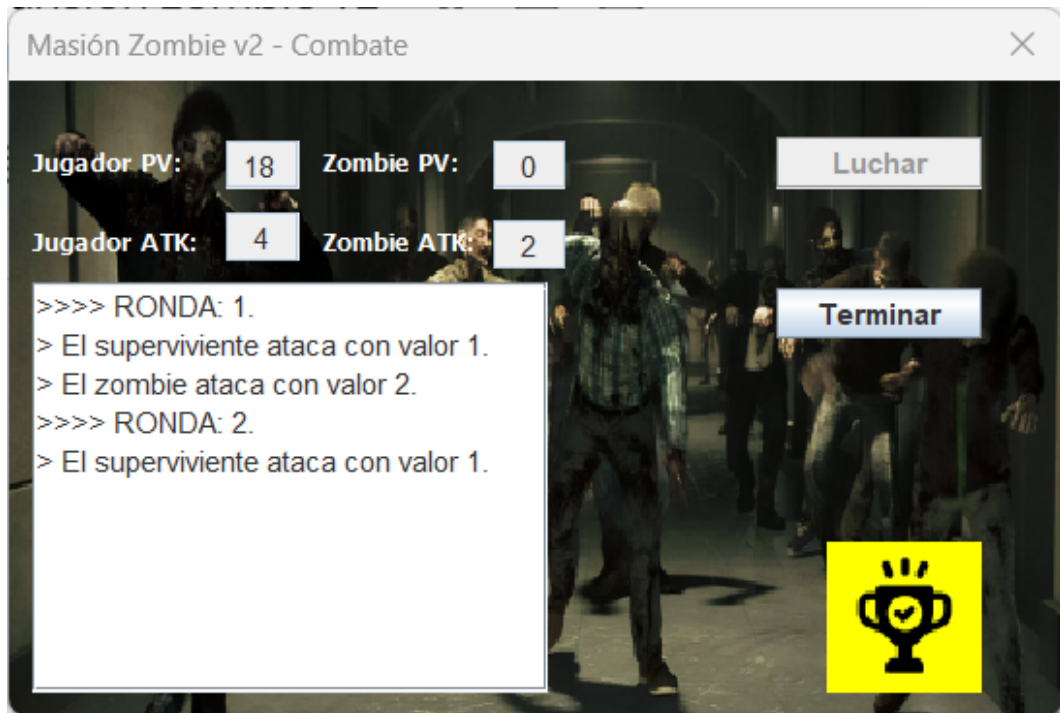 Masión Zombie v2 - Combate
Jugador PV: 18 Zombie PV: 0 Luchar
Jugador ATK: 4 Zombie ATK: 2
Terminar
>>>> RONDA: 1.
> El superviviente ataca con valor 1.
> El zombie ataca con valor 2.
>>>> RONDA: 2.
> El superviviente ataca con valor 1.